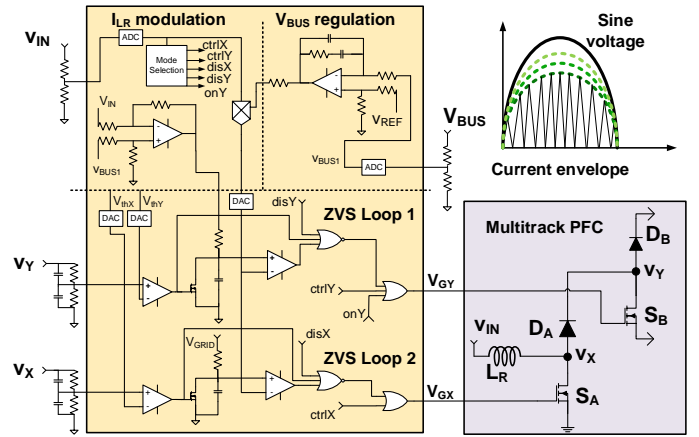 I_LR modulation
V_BUS regulation
v_IN
ADC
Mode
Selection
ctrlX
ctrlY
disX
disY
onY
V_IN
v_BUS1
V_REF
v_BUS1
ADC
V_BUS
Sine
voltage
Current envelope
V_thX
V_thY
DAC
DAC
DAC
disY
ZVS Loop 1
v_Y
ctrlY
onY
V_GY
V_GRID
disX
ZVS Loop 2
v_X
ctrlX
V_GX
Multitrack PFC
D_B
v_Y
S_B
v_IN
D_A
L_R
v_X
S_A